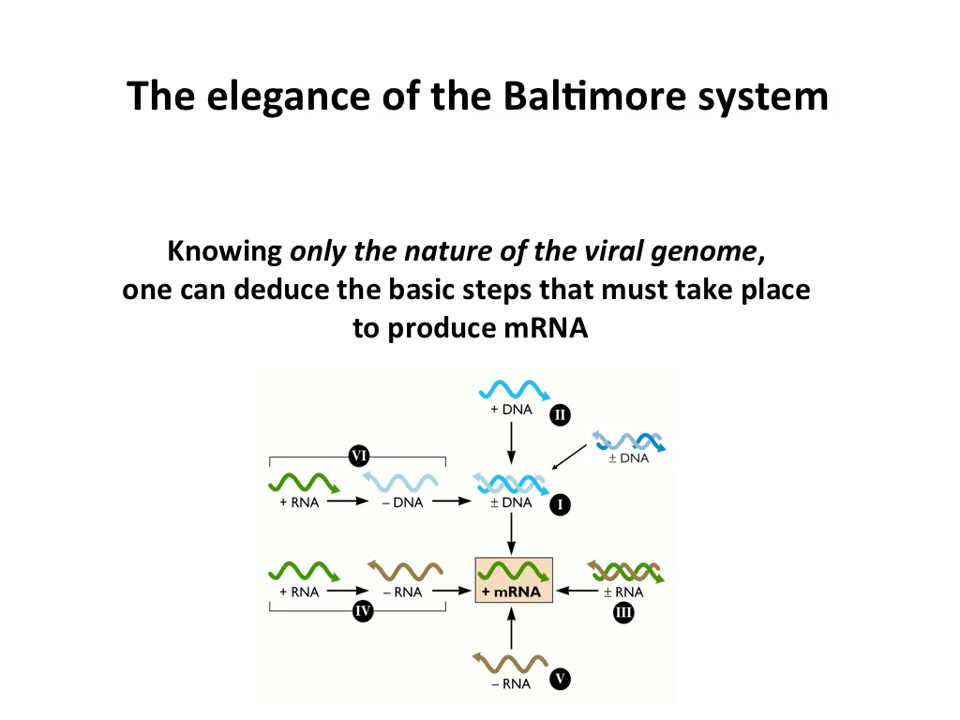 The elegance of the Baltimore system
Knowing only the nature of the viral genome,
one can deduce the basic steps that must take place
to produce mRNA
+ DNA
II
± DNA
VI
+ RNA
– DNA
± DNA
I
+ RNA
– RNA
+ mRNA
± RNA
IV
III
– RNA
V